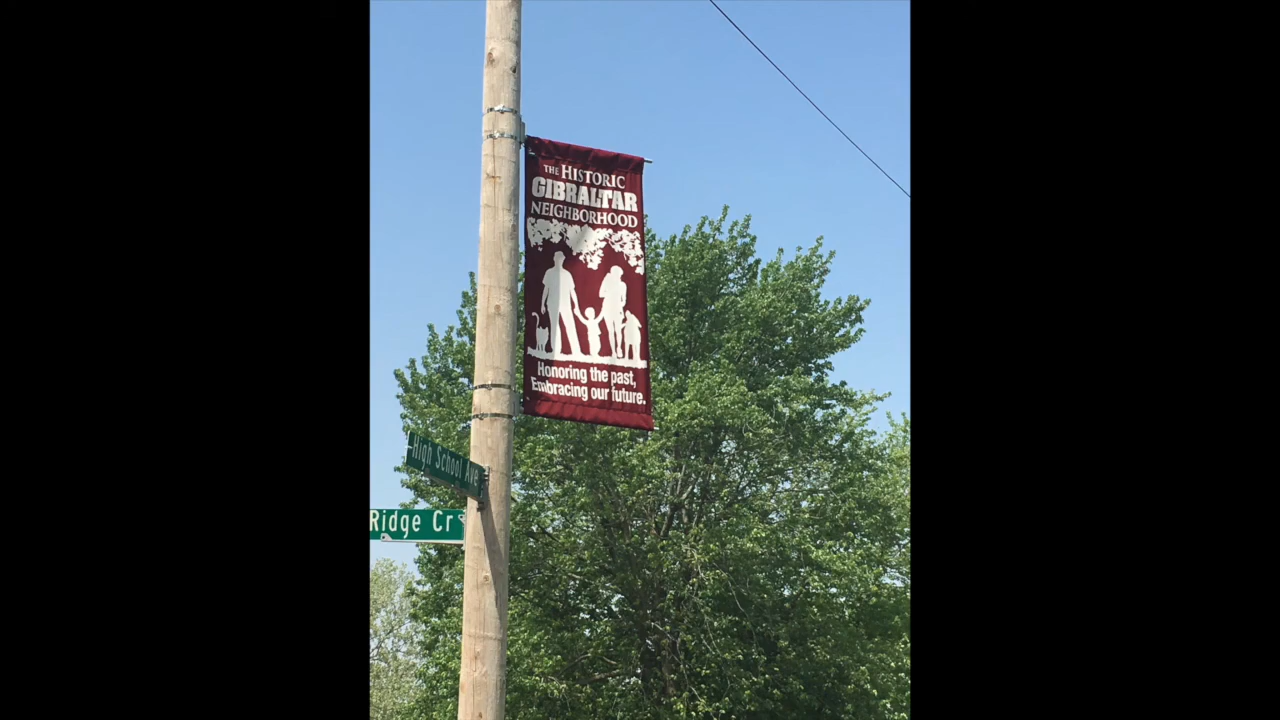 THE HISTORIC
GIBRALTAR
NEIGHBORHOOD
Honoring the past,
Embracing our future.
High School Ave
Ridge Cr